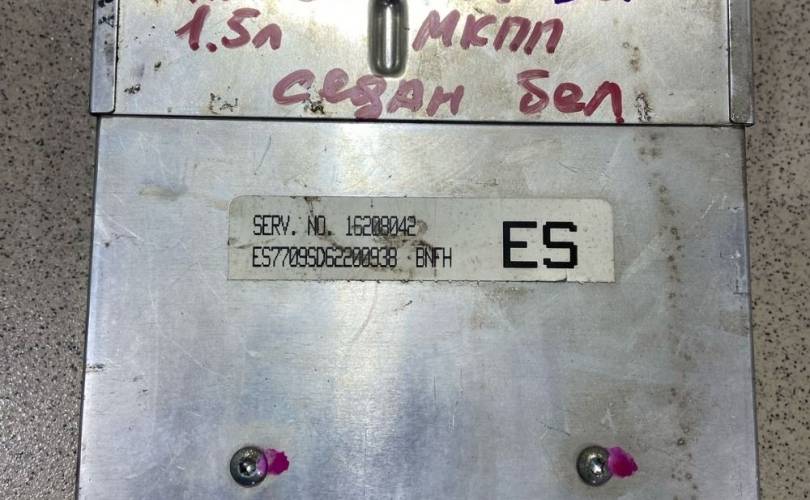 1.5л МКПП
седан бел
SERV. NO. 16208042
ES7709SD62200938 BNFH
ES